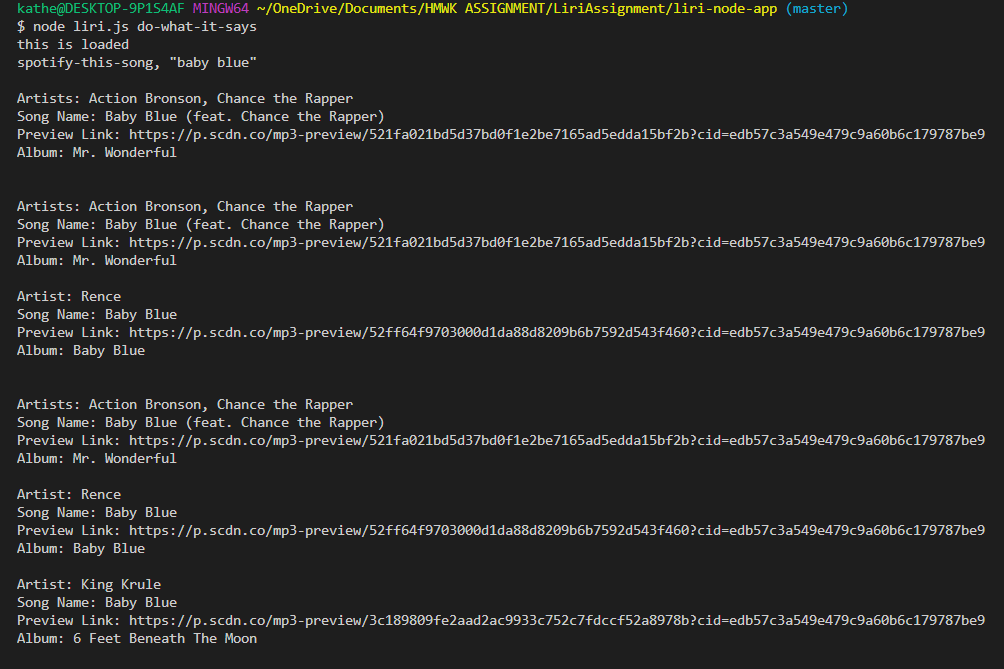 kathe@DESKTOP-9P1S4AF MINGW64 ~/OneDrive/Documents/HMWK ASSIGNMENT/LiriAssignment/liri-node-app (master)
$ node liri.js do-what-it-says
this is loaded
spotify-this-song, "baby blue"
Artists: Action Bronson, Chance the Rapper
Song Name: Baby Blue (feat. Chance the Rapper)
Preview Link: https://p.scdn.co/mp3-preview/521fa021bd5d37bd0f1e2be7165ad5edda15bf2b?cid=edb57c3a549e479c9a60b6c179787be9
Album: Mr. Wonderful
Artists: Action Bronson, Chance the Rapper
Song Name: Baby Blue (feat. Chance the Rapper)
Preview Link: https://p.scdn.co/mp3-preview/521fa021bd5d37bd0f1e2be7165ad5edda15bf2b?cid=edb57c3a549e479c9a60b6c179787be9
Album: Mr. Wonderful
Artist: Rence
Song Name: Baby Blue
Preview Link: https://p.scdn.co/mp3-preview/52ff64f9703000d1da88d8209b6b7592d543f460?cid=edb57c3a549e479c9a60b6c179787be9
Album: Baby Blue
Artists: Action Bronson, Chance the Rapper
Song Name: Baby Blue (feat. Chance the Rapper)
Preview Link: https://p.scdn.co/mp3-preview/521fa021bd5d37bd0f1e2be7165ad5edda15bf2b?cid=edb57c3a549e479c9a60b6c179787be9
Album: Mr. Wonderful
Artist: Rence
Song Name: Baby Blue
Preview Link: https://p.scdn.co/mp3-preview/52ff64f9703000d1da88d8209b6b7592d543f460?cid=edb57c3a549e479c9a60b6c179787be9
Album: Baby Blue
Artist: King Krule
Song Name: Baby Blue
Preview Link: https://p.scdn.co/mp3-preview/3c189809fe2aad2ac9933c752c7fdccf52a8978b?cid=edb57c3a549e479c9a60b6c179787be9
Album: 6 Feet Beneath The Moon